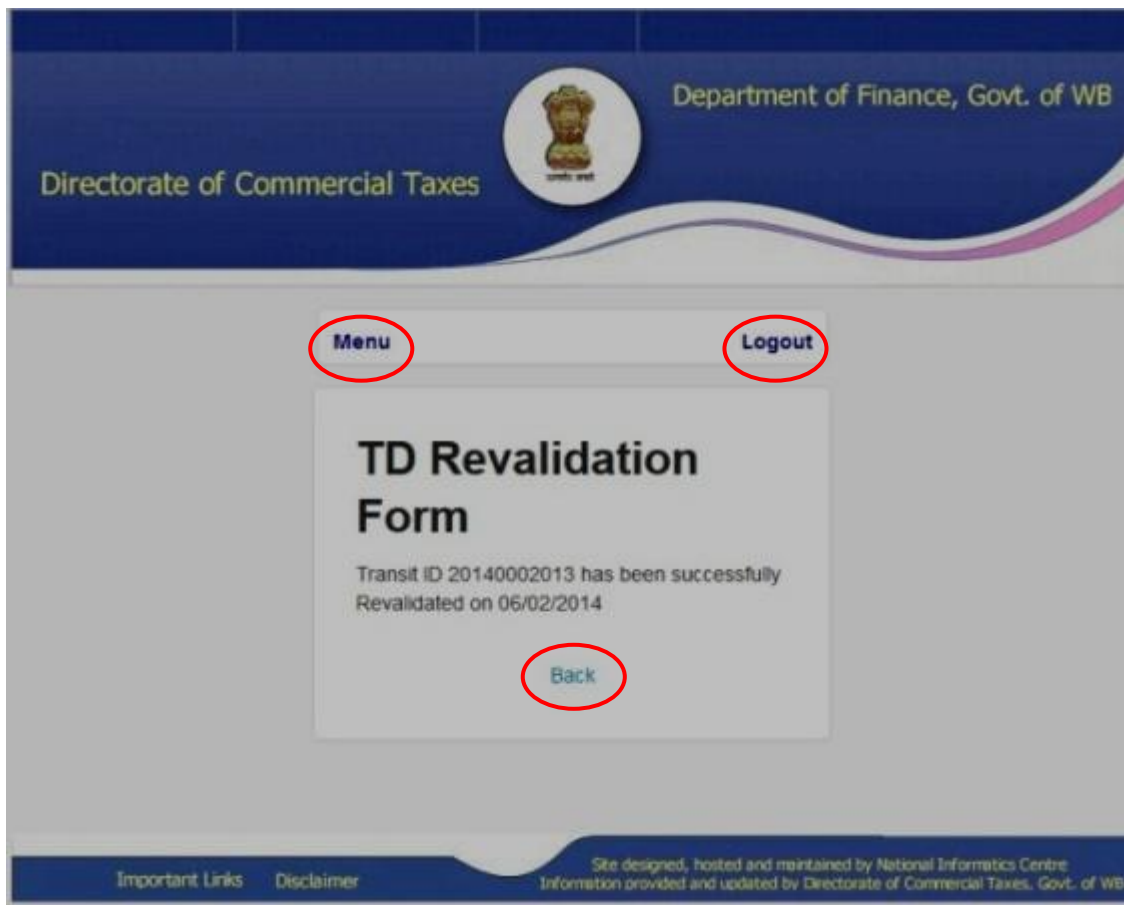 Department of Finance, Govt. of WB
Directorate of Commercial Taxes
Menu
Logout
TD Revalidation
Form
Transit ID 20140002013 has been successfully
Revalidated on 06/02/2014
Back
Important Links
Disclaimer
Site designed, hosted and maintained by National Informatics Centre
Information provided and updated by Directorate of Commercial Taxes, Govt. of WB